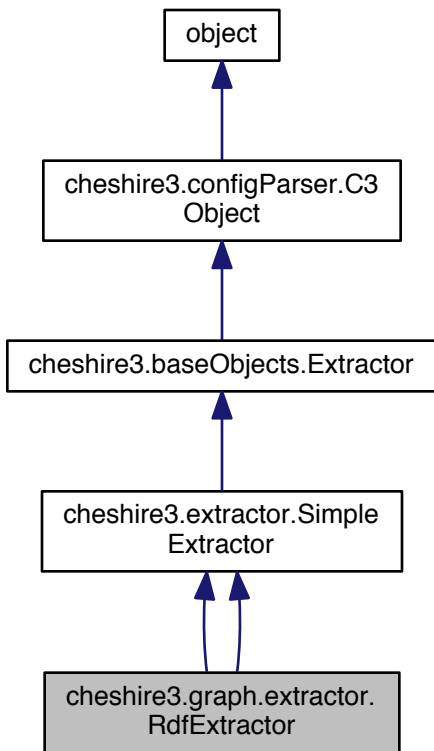 object
cheshire3.configParser.C3
Object
cheshire3.baseObjects.Extractor
cheshire3.extractor.Simple
Extractor
cheshire3.graph.extractor.
RdfExtractor